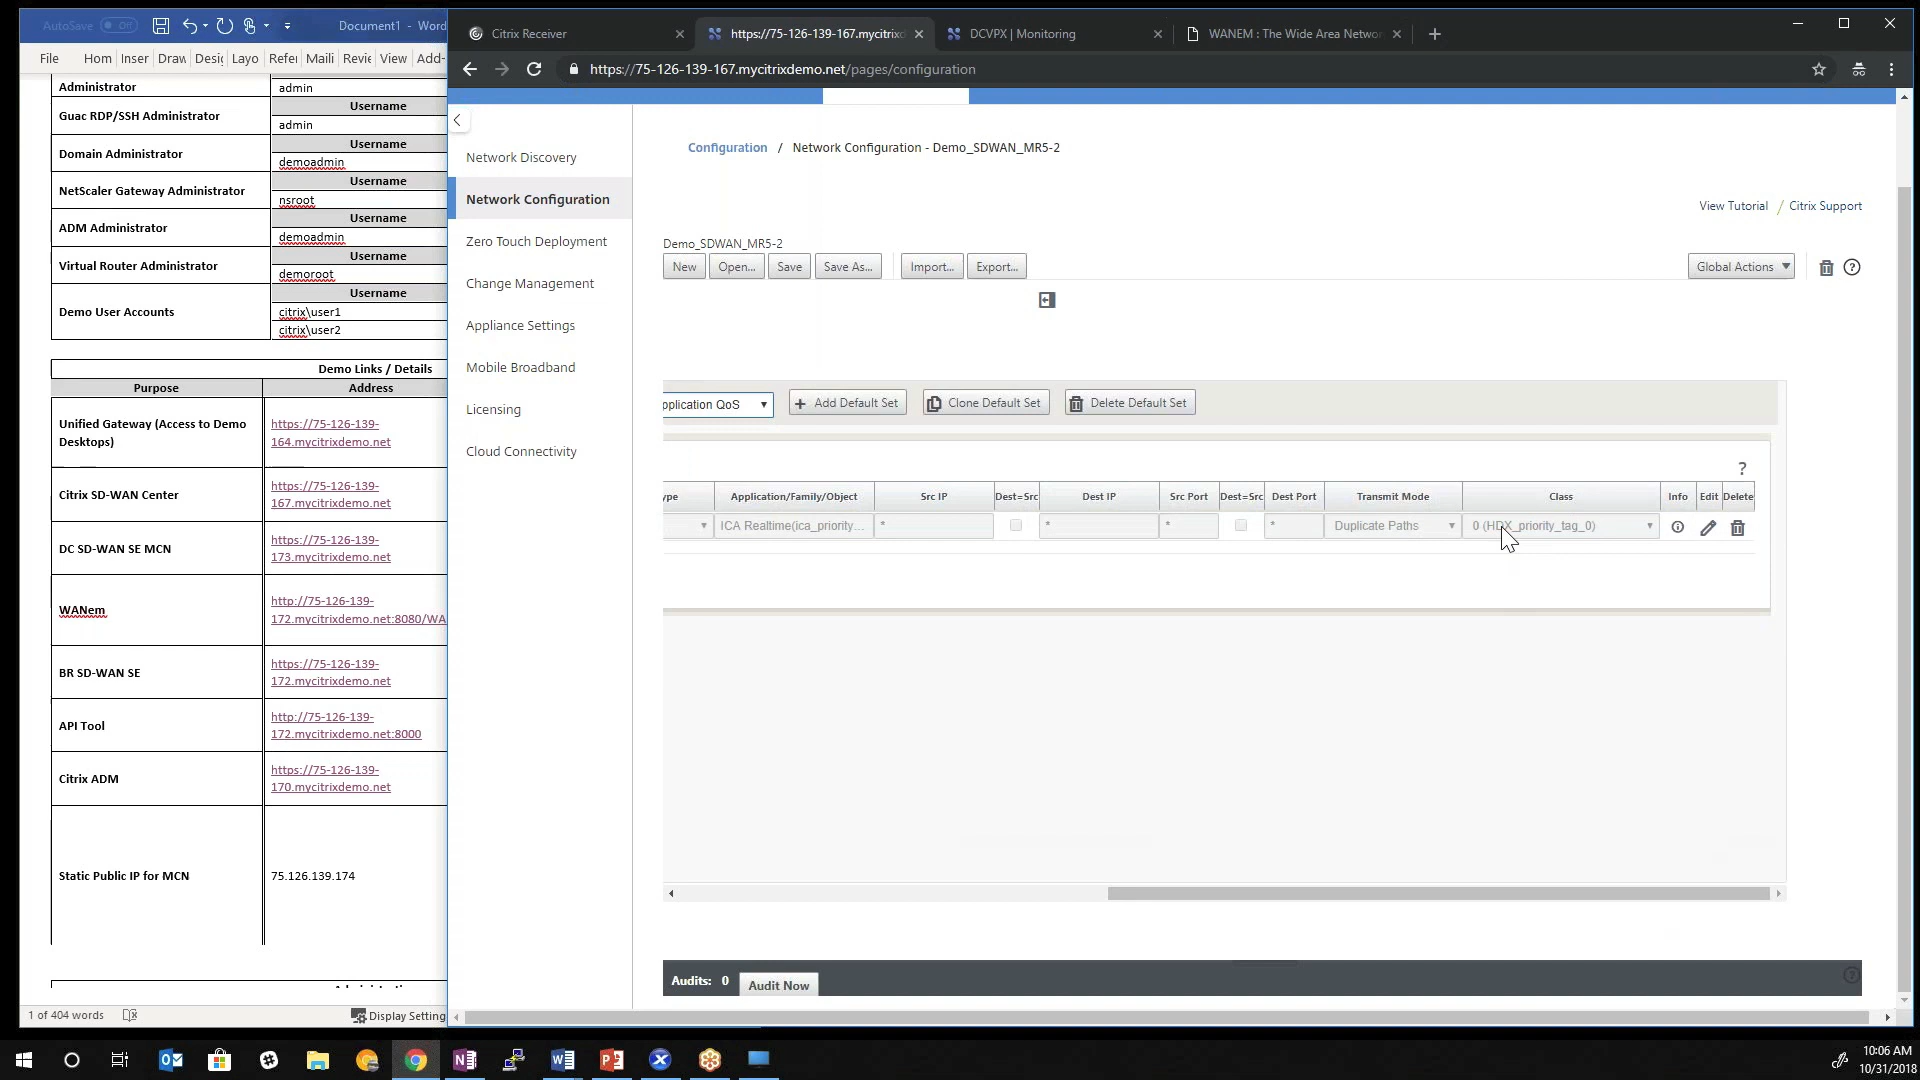 AutoSave Off Document1 - Word
File Hom Inser Draw Desig Layo Refer Maili Revie View Add-
Administrator
admin
Guac RDP/SSH Administrator
Username
admin
Domain Administrator
Username
demoadmin
NetScaler Gateway Administrator
Username
nsroot
ADM Administrator
Username
demoadmin
Virtual Router Administrator
Username
demoroot
Demo User Accounts
Username
citrix\user1
citrix\user2
Demo Links / Details
Purpose Address
Unified Gateway (Access to Demo
Desktops)
https://75-126-139-
164.mycitrixdemo.net
Citrix SD-WAN Center
https://75-126-139-
167.mycitrixdemo.net
DC SD-WAN SE MCN
https://75-126-139-
173.mycitrixdemo.net
WANem
http://75-126-139-
172.mycitrixdemo.net:8080/WA
BR SD-WAN SE
https://75-126-139-
172.mycitrixdemo.net
API Tool
http://75-126-139-
172.mycitrixdemo.net:8000
Citrix ADM
https://75-126-139-
170.mycitrixdemo.net
Static Public IP for MCN
75.126.139.174
1 of 404 words
Display Setting
Citrix Receiver
https://75-126-139-167.mycitrixd
DCVPX | Monitoring
WANEM : The Wide Area Networ
https://75-126-139-167.mycitrixdemo.net/pages/configuration
Network Discovery
Network Configuration
Zero Touch Deployment
Change Management
Appliance Settings
Mobile Broadband
Licensing
Cloud Connectivity
Configuration / Network Configuration - Demo_SDWAN_MR5-2
View Tutorial / Citrix Support
Demo_SDWAN_MR5-2
New Open... Save Save As... Import... Export... Global Actions
pplication QoS + Add Default Set Clone Default Set Delete Default Set
?
ype Application/Family/Object Src IP Dest=Src Dest IP Src Port Dest=Src Dest Port Transmit Mode Class Info Edit Delete
ICA Realtime(ica_priority... * * * * Duplicate Paths 0 (HDX_priority_tag_0)
Audits: 0 Audit Now
10:06 AM
10/31/2018